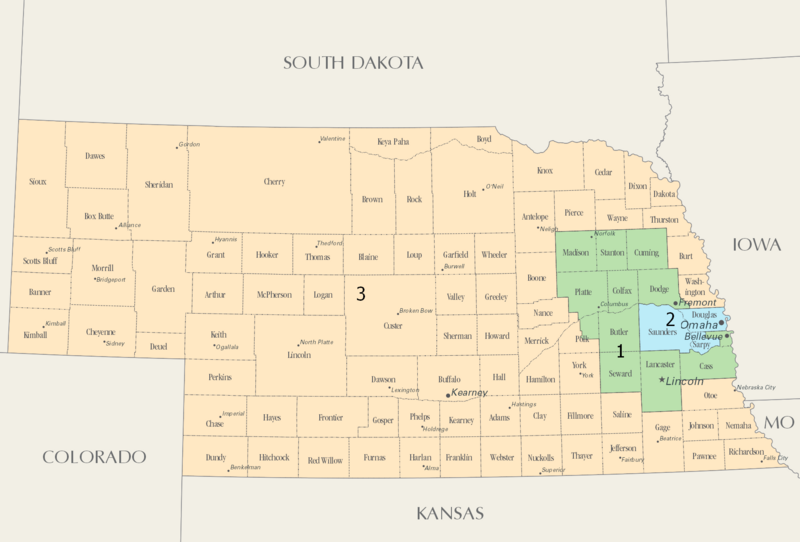 SOUTH DAKOTA
Gordon
Valentine
Keya Paha
Boyd
Dawes
Sioux
Sheridan
Cherry
Brown
Rock
Holt
O'Neil
Knox
Cedar
Dixon
Dakota
Box Butte
Alliance
Antelope
Neligh
Pierce
Wayne
Thurston
Norfolk
IOWA
Scotts Bluff
Scotts Bluff
Morrill
Bridgeport
Garden
Hyannis
Grant
Hooker
Thedford
Thomas
Blaine
Loup
Garfield
Burwell
Wheeler
Madison
Stanton
Cuming
Burt
Boone
Banner
Arthur
McPherson
Logan
3
Valley
Greeley
Platte
Colfax
Dodge
Wash-
ington
Fremont
Columbus
Nance
Kimball
Kimball
Cheyenne
Sidney
Deuel
Keith
Ogallala
North Platte
Lincoln
Broken Bow
Custer
Sherman
Howard
Merrick
Polk
Butler
Saunders
2
Douglas
Omaha
Bellevue
Sarpy
1
Perkins
Dawson
Lexington
Buffalo
Kearney
Hall
Hamilton
York
York
Seward
Lancaster
Lincoln
Cass
Otoe
Nebraska City
Imperial
Chase
Hayes
Frontier
Gosper
Phelps
Holdrege
Kearney
Adams
Hastings
Clay
Fillmore
Saline
Gage
Beatrice
Johnson
Nemaha
MO
COLORADO
Dundy
Benkelman
Hitchcock
Red Willow
Furnas
Harlan
Alma
Franklin
Webster
Nuckolls
Superior
Thayer
Jefferson
Fairbury
Pawnee
Richardson
Falls City
KANSAS